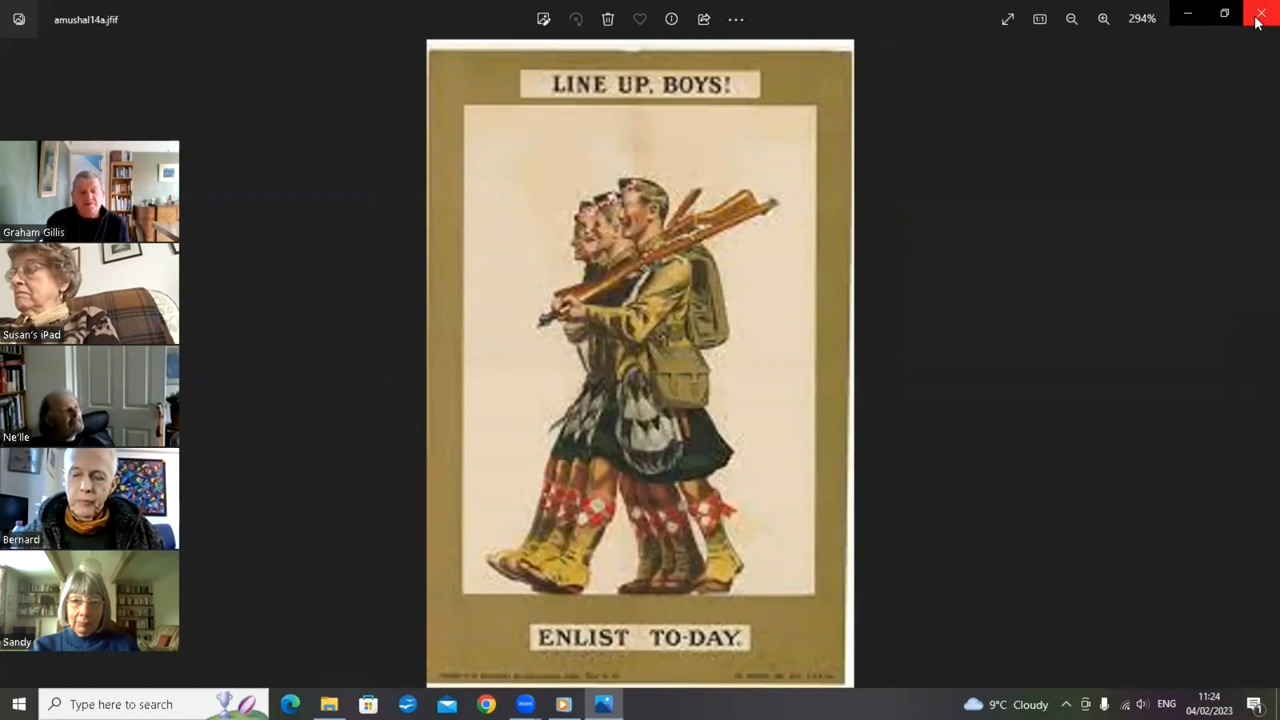 amushal14a.jfif
294%
LINE UP, BOYS!
Graham Gillis
Susan's iPad
Ne'lle
Bernard
Sandy
ENLIST TO-DAY.
Type here to search
zoom
9°C Cloudy
ENG
11:24
04/02/2023